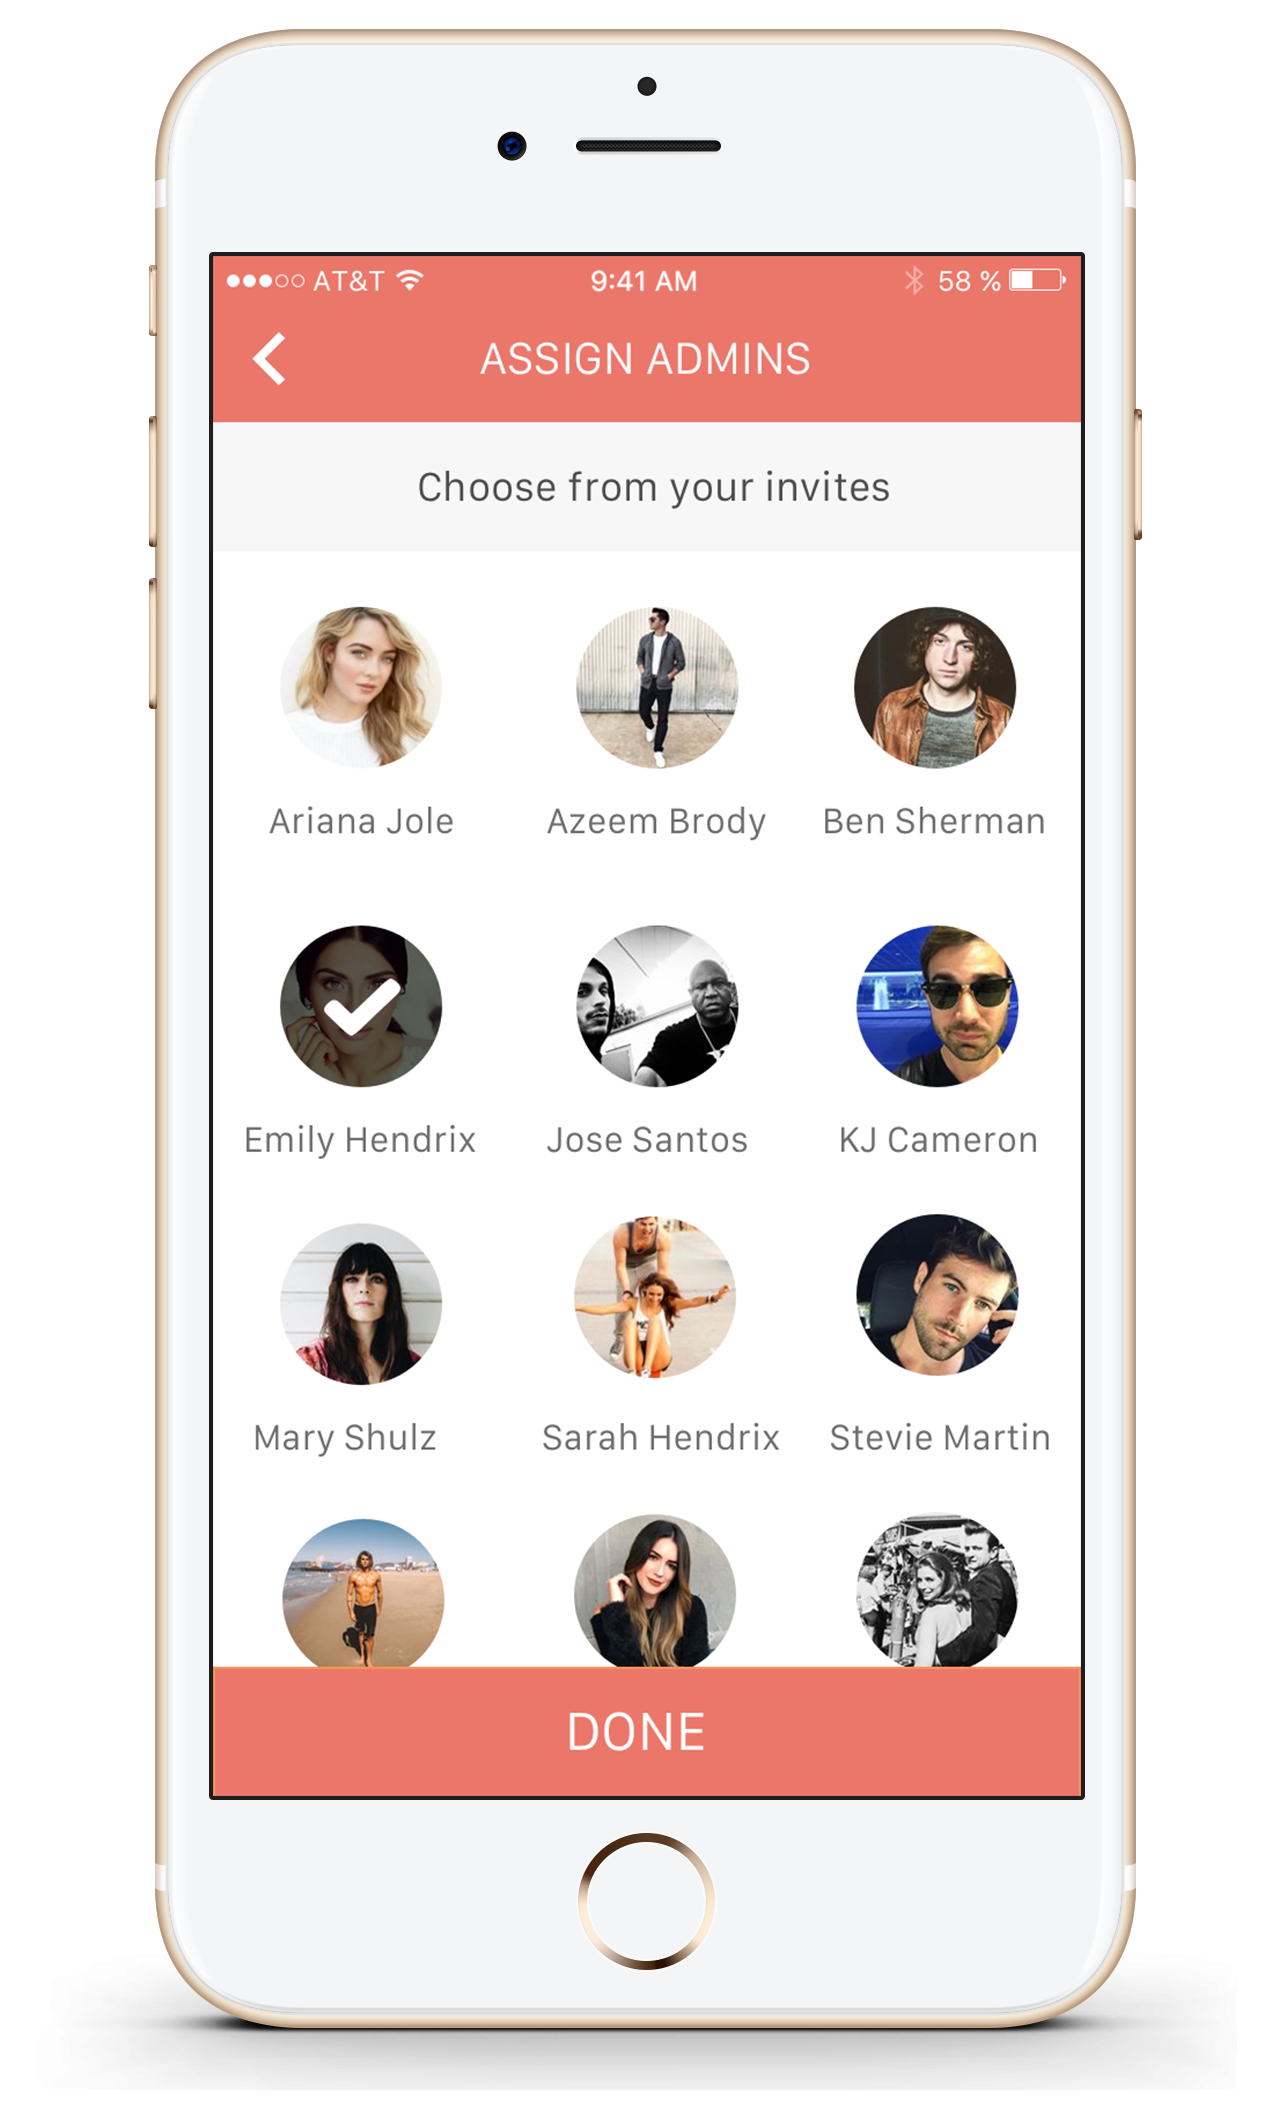 AT&T 9:41 AM 58 %
ASSIGN ADMINS
Choose from your invites
Ariana Jole Azeem Brody Ben Sherman
Emily Hendrix Jose Santos KJ Cameron
Mary Shulz Sarah Hendrix Stevie Martin
DONE